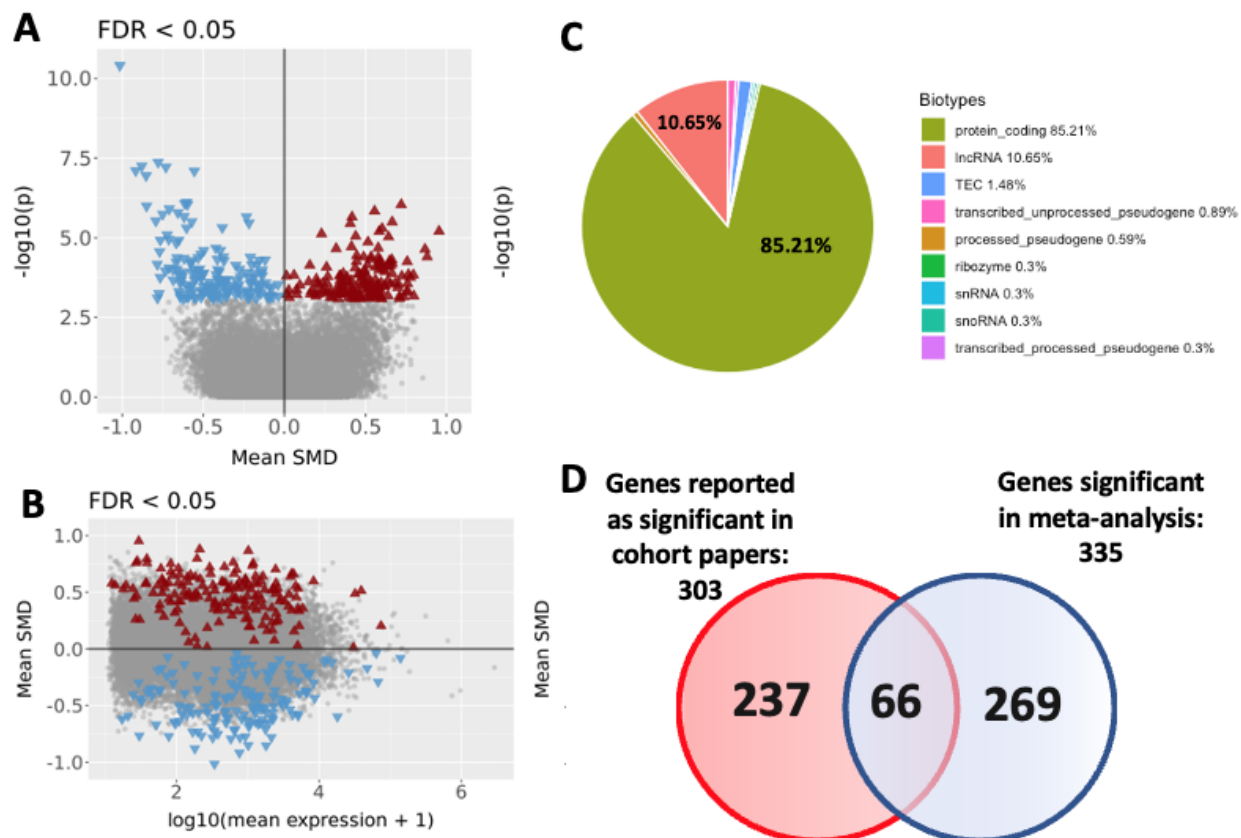 A
FDR < 0.05
10.0
7.5
5.0
2.5
0.0
-log10(p)
-log10(p)
-1.0
-0.5
0.0
0.5
1.0
Mean SMD
B
FDR < 0.05
1.0
0.5
0.0
-0.5
-1.0
Mean SMD
Mean SMD
2
4
6
log10(mean expression + 1)
C
10.65%
85.21%
Biotypes
protein_coding 85.21%
lncRNA 10.65%
TEC 1.48%
transcribed_unprocessed_pseudogene 0.89%
processed_pseudogene 0.59%
ribozyme 0.3%
snRNA 0.3%
snoRNA 0.3%
transcribed_processed_pseudogene 0.3%
D
Genes reported
as significant in
cohort papers:
303
Genes significant
in meta-analysis:
335
237
66
269